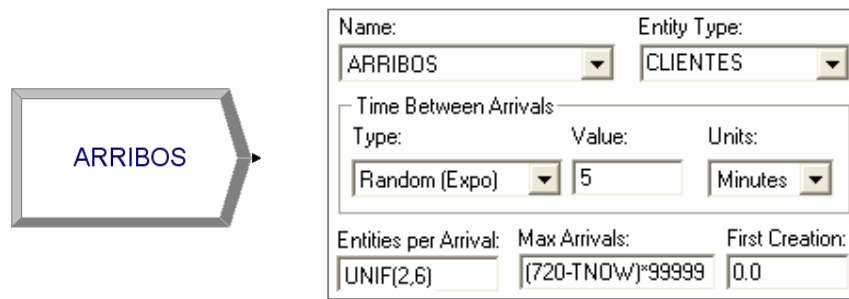 ARRIBOS
Name: Entity Type:
ARRIBOS CLIENTES
Time Between Arrivals
Type: Value: Units:
Random (Expo) 5 Minutes
Entities per Arrival: Max Arrivals: First Creation:
UNIF(2,6) (720-TNOW)*99999 0.0